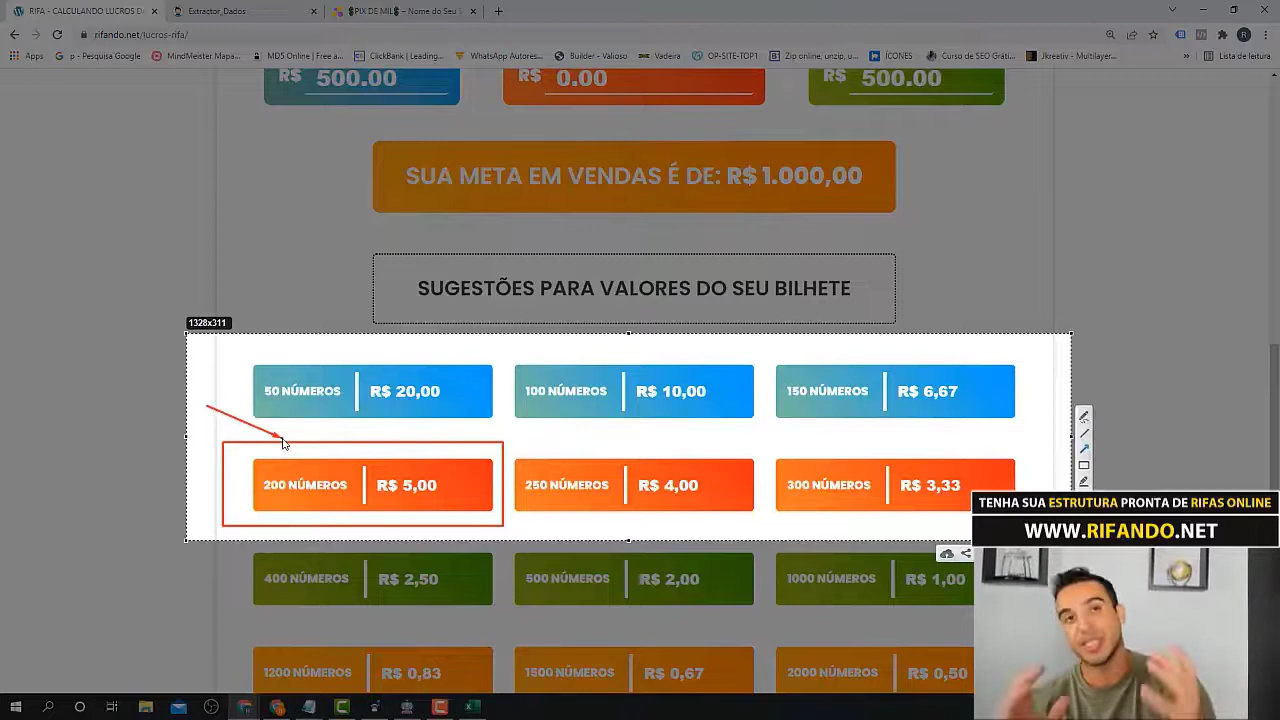 RIFA - CALCULANDO LUCROS D
Extractor_Dados
$PIX DE MIL$ – Nome do Seu S
rifando.net/lucros-rifa/
Apps
p - Pesquisa Google
MindMeister Mapa...
MD5 Online | Free a...
ClickBank | Leading...
WhatsApp Autores...
Builder - Valioso
Vadeira
OP-SITE-TOP1
Zip online, unzip, u...
ÍCONES
Curso de SEO Gráti...
Jkreativ - Multilayer...
Lista de leitura
R$ 500.00
R$ 0.00
R$ 500.00
SUA META EM VENDAS É DE: R$ 1.000,00
SUGESTÕES PARA VALORES DO SEU BILHETE
1328x311
50 NÚMEROS R$ 20,00
100 NÚMEROS R$ 10,00
150 NÚMEROS R$ 6,67
200 NÚMEROS R$ 5,00
250 NÚMEROS R$ 4,00
300 NÚMEROS R$ 3,33
TENHA SUA ESTRUTURA PRONTA DE RIFAS ONLINE
WWW.RIFANDO.NET
400 NÚMEROS R$ 2,50
500 NÚMEROS R$ 2,00
1000 NÚMEROS R$ 1,00
1200 NÚMEROS R$ 0,83
1500 NÚMEROS R$ 0,67
2000 NÚMEROS R$ 0,50